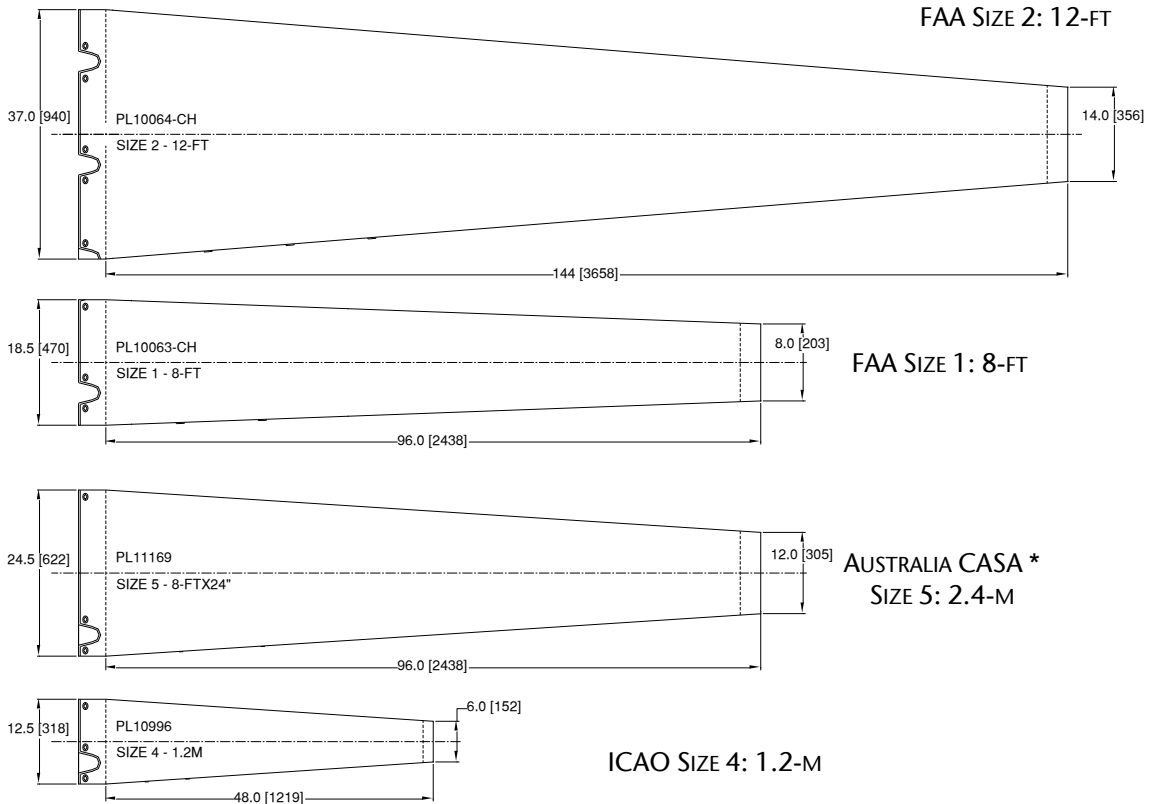 FAA SIZE 2: 12-FT
37.0 [940]
PL10064-CH
SIZE 2 - 12-FT
14.0 [356]
144 [3658]
18.5 [470]
PL10063-CH
SIZE 1 - 8-FT
8.0 [203]
FAA SIZE 1: 8-FT
96.0 [2438]
24.5 [622]
PL11169
SIZE 5 - 8-FTX24"
12.0 [305]
AUSTRALIA CASA *
SIZE 5: 2.4-M
96.0 [2438]
12.5 [318]
PL10996
SIZE 4 - 1.2M
6.0 [152]
ICAO SIZE 4: 1.2-M
48.0 [1219]